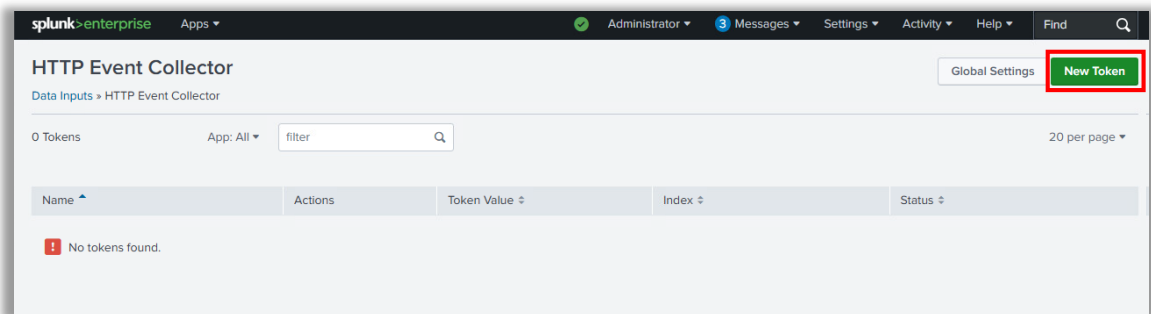 splunk>enterprise Apps Administrator 3 Messages Settings Activity Help Find
HTTP Event Collector
Global Settings New Token
Data Inputs » HTTP Event Collector
0 Tokens App: All filter 20 per page
Name Actions Token Value Index Status
! No tokens found.